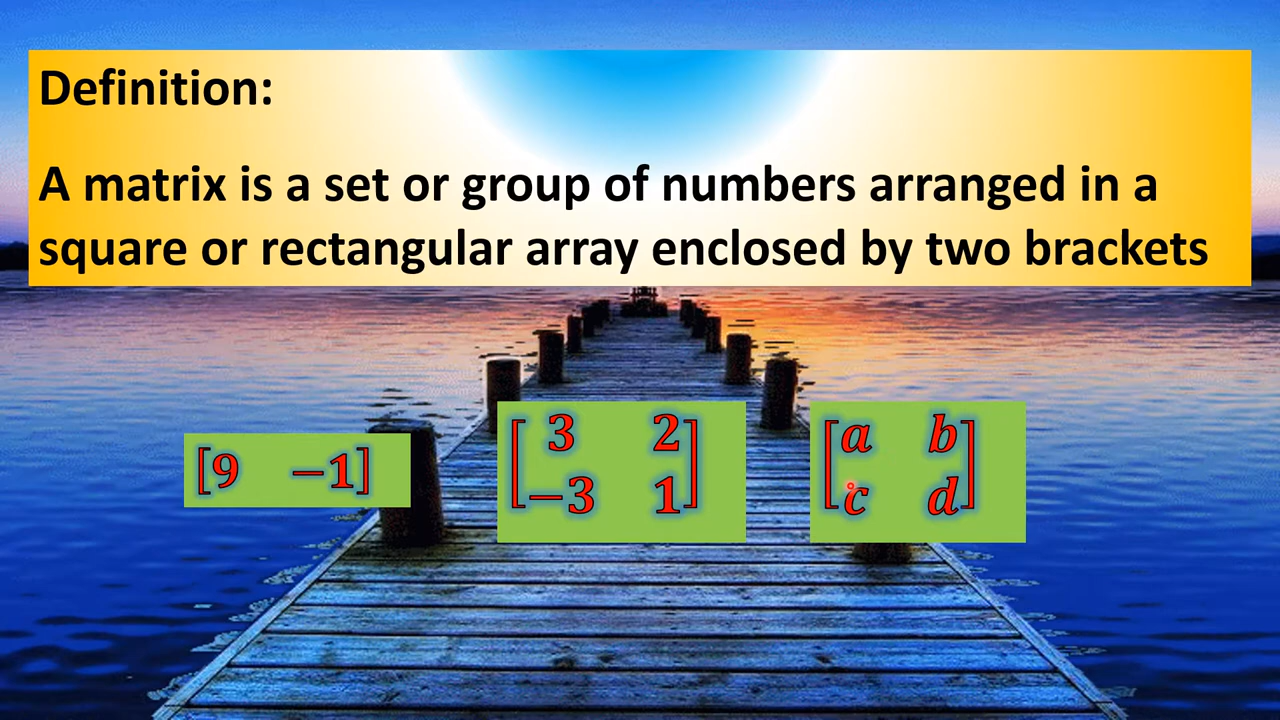 Definition:
A matrix is a set or group of numbers arranged in a
square or rectangular array enclosed by two brackets
[9 −1]
[3 2
−3 1]
[a b
c d]